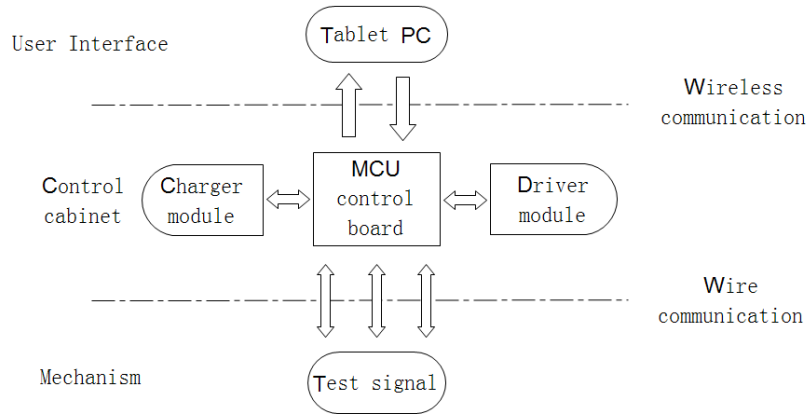 User Interface
Tablet PC
Wireless
communication
Control
cabinet
Charger
module
MCU
control
board
Driver
module
Wire
communication
Mechanism
Test signal